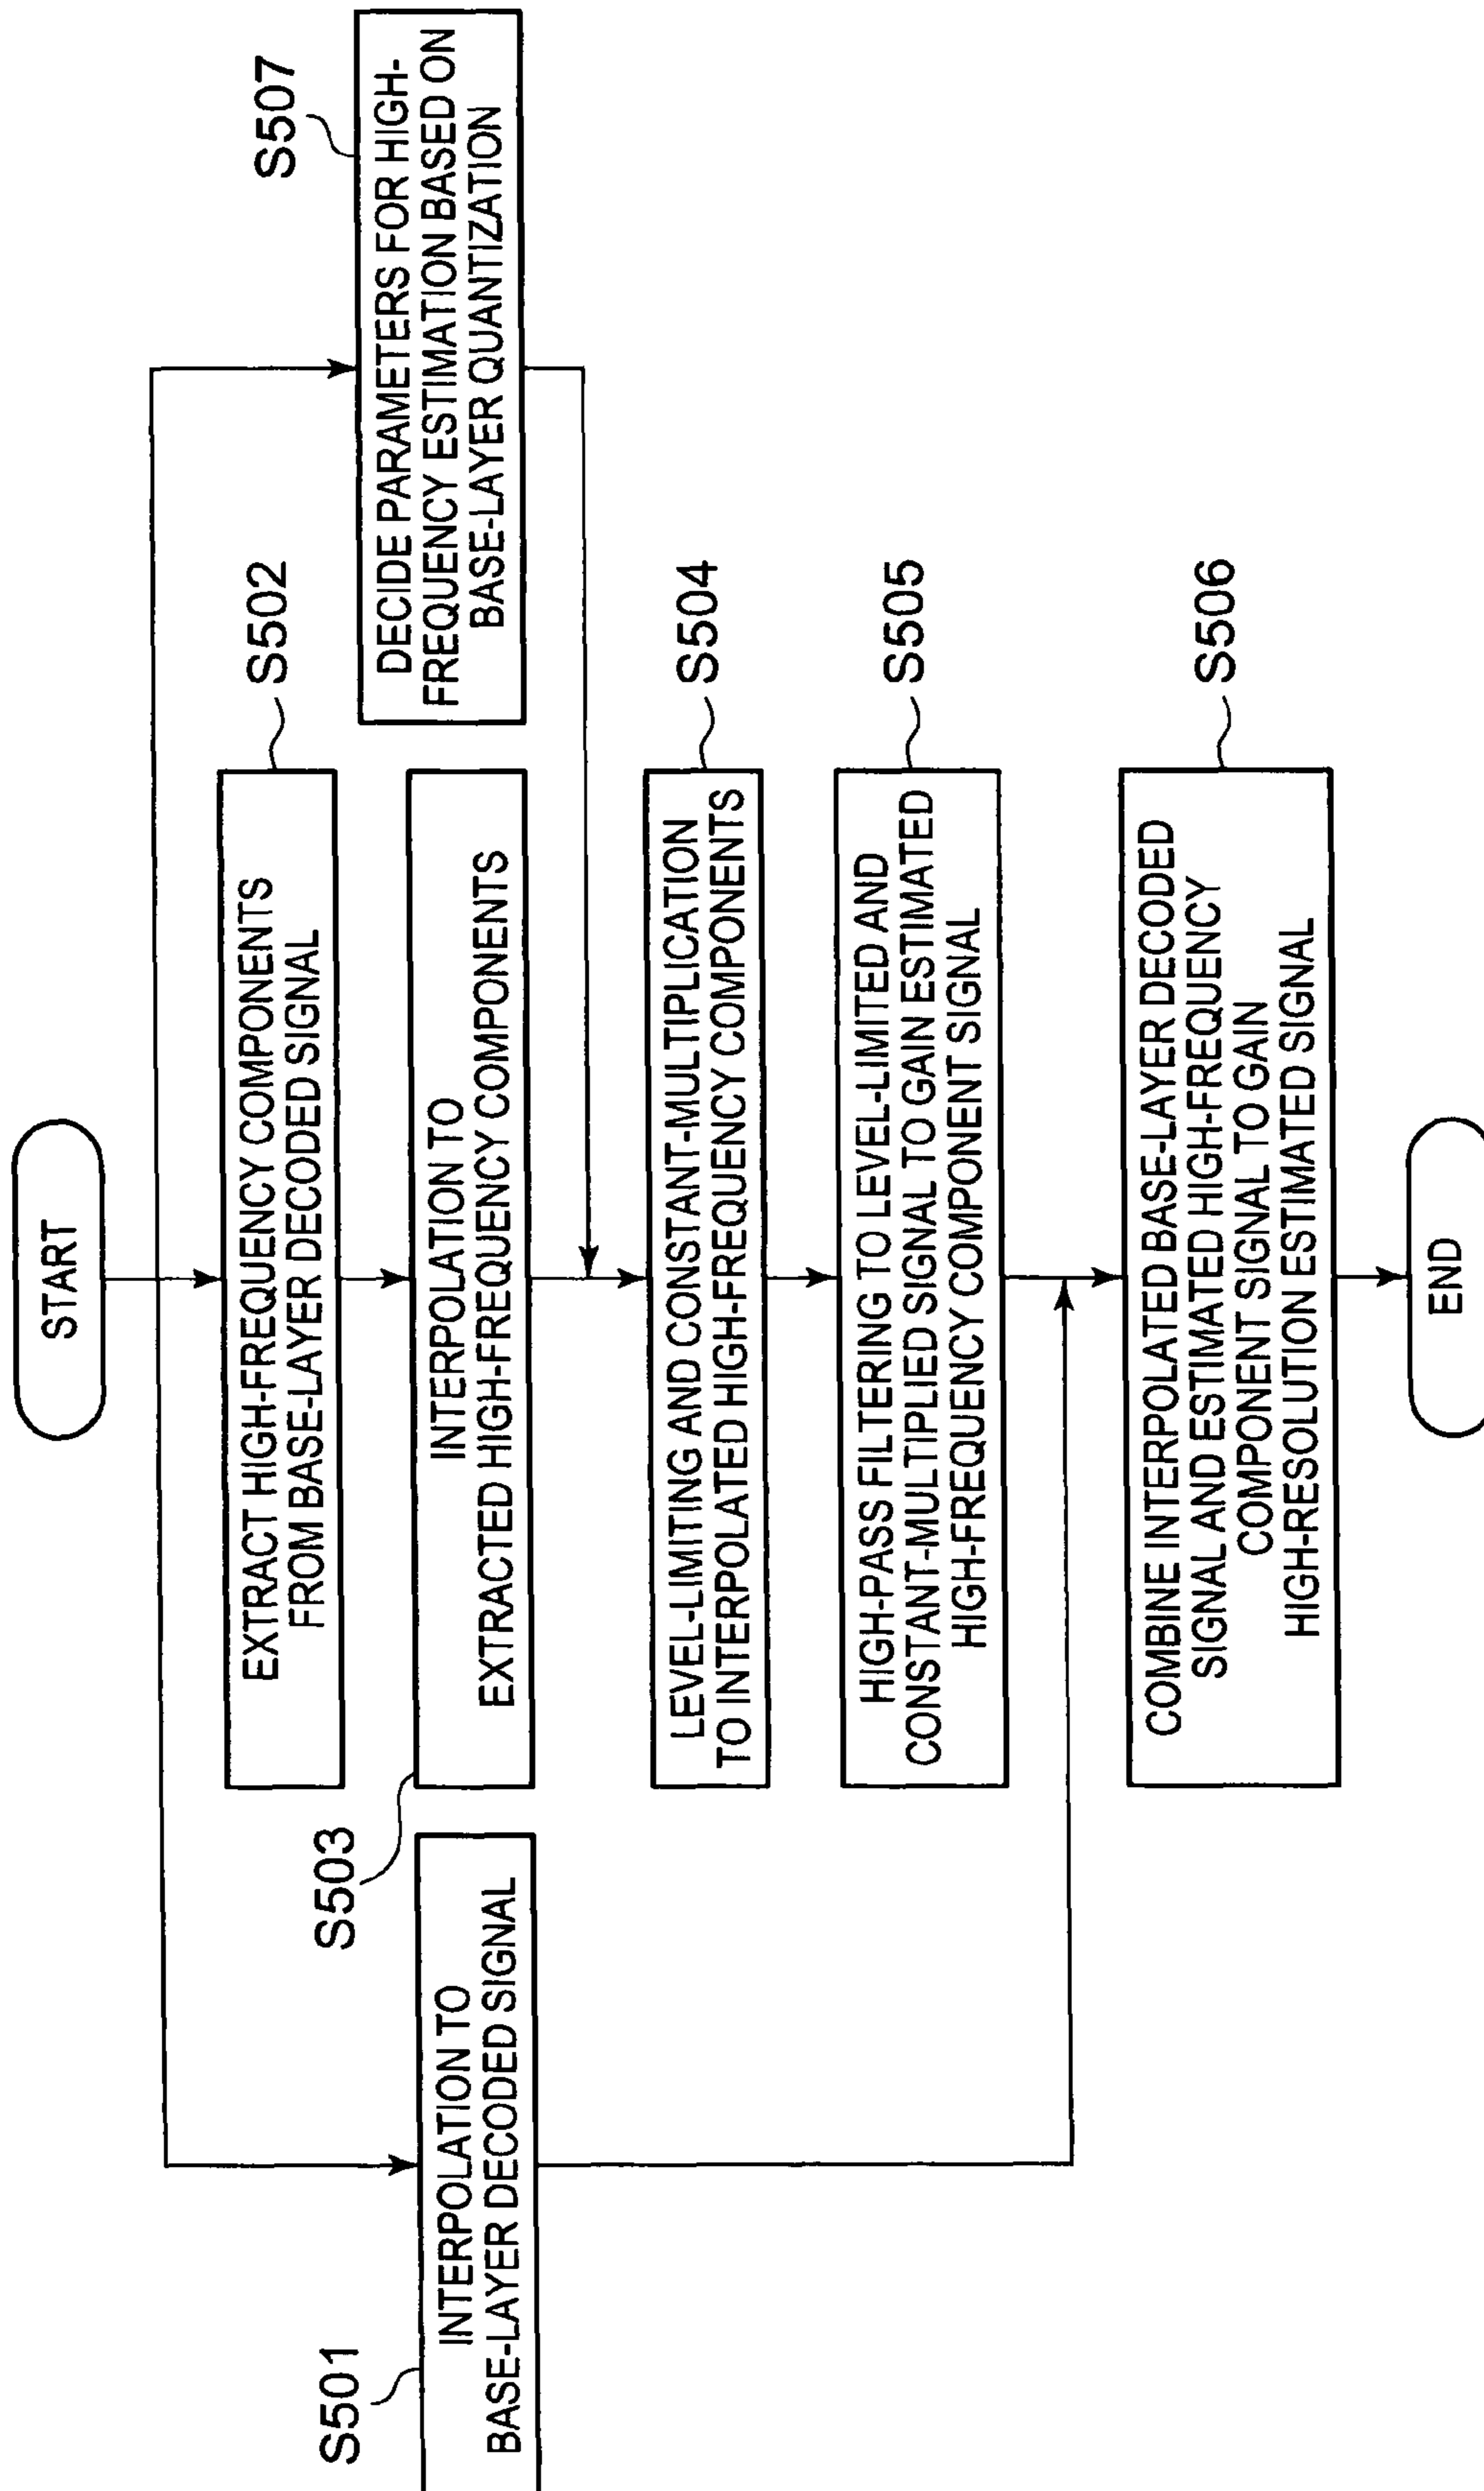 START
S502
EXTRACT HIGH-FREQUENCY COMPONENTS
FROM BASE-LAYER DECODED SIGNAL
S507
DECIDE PARAMETERS FOR HIGH-
FREQUENCY ESTIMATION BASED ON
BASE-LAYER QUANTIZATION
S501
INTERPOLATION TO
BASE-LAYER DECODED SIGNAL
S503
INTERPOLATION TO
EXTRACTED HIGH-FREQUENCY COMPONENTS
S504
LEVEL-LIMITING AND CONSTANT-MULTIPLICATION
TO INTERPOLATED HIGH-FREQUENCY COMPONENTS
S505
HIGH-PASS FILTERING TO LEVEL-LIMITED AND
CONSTANT-MULTIPLIED SIGNAL TO GAIN ESTIMATED
HIGH-FREQUENCY COMPONENT SIGNAL
S506
COMBINE INTERPOLATED BASE-LAYER DECODED
SIGNAL AND ESTIMATED HIGH-FREQUENCY
COMPONENT SIGNAL TO GAIN
HIGH-RESOLUTION ESTIMATED SIGNAL
END